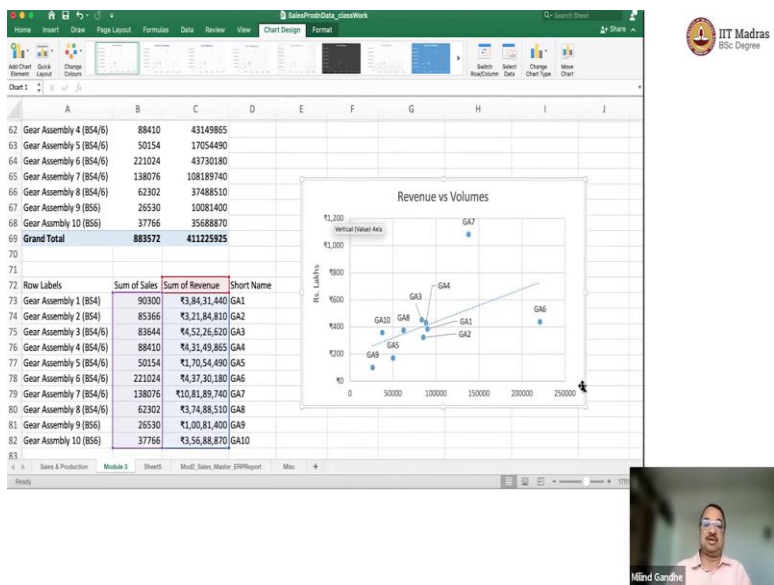 SalesProdnData_classWork
Search Sheet
Home Insert Draw Page Layout Formulas Data Review View Chart Design Format
Share
Add Chart Element
Quick Layout
Change Colours
Switch Row/Column
Select Data
Change Chart Type
Move Chart
IIT Madras
BSc Degree
Chart 1
fx
A B C D E F G H I J
62 Gear Assembly 4 (BS4/6) 88410 43149865
63 Gear Assembly 5 (BS4/6) 50154 17054490
64 Gear Assembly 6 (BS4/6) 221024 43730180
65 Gear Assembly 7 (BS4/6) 138076 108189740
66 Gear Assembly 8 (BS4/6) 62302 37488510
67 Gear Assembly 9 (BS6) 26530 10081400
68 Gear Assmbly 10 (BS6) 37766 35688870
69 Grand Total 883572 411225925
70
71
72 Row Labels Sum of Sales Sum of Revenue Short Name
73 Gear Assembly 1 (BS4) 90300 ₹3,84,31,440 GA1
74 Gear Assembly 2 (BS4) 85366 ₹3,21,84,810 GA2
75 Gear Assembly 3 (BS4/6) 83644 ₹4,52,26,620 GA3
76 Gear Assembly 4 (BS4/6) 88410 ₹4,31,49,865 GA4
77 Gear Assembly 5 (BS4/6) 50154 ₹1,70,54,490 GA5
78 Gear Assembly 6 (BS4/6) 221024 ₹4,37,30,180 GA6
79 Gear Assembly 7 (BS4/6) 138076 ₹10,81,89,740 GA7
80 Gear Assembly 8 (BS4/6) 62302 ₹3,74,88,510 GA8
81 Gear Assembly 9 (BS6) 26530 ₹1,00,81,400 GA9
82 Gear Assmbly 10 (BS6) 37766 ₹3,56,88,870 GA10
83
Revenue vs Volumes
Rs. Lakhs
₹1,200
Vertical (Value) Axis
₹1,000
₹800
₹600
₹400
₹200
₹0
GA7
GA4
GA3
GA6
GA10 GA8
GA1
GA2
GA5
GA9
0 50000 100000 150000 200000 250000
Sales & Production Module 3 Sheet5 Mod2_Sales_Master_ERPReport Misc +
Ready
Milind Gandhe